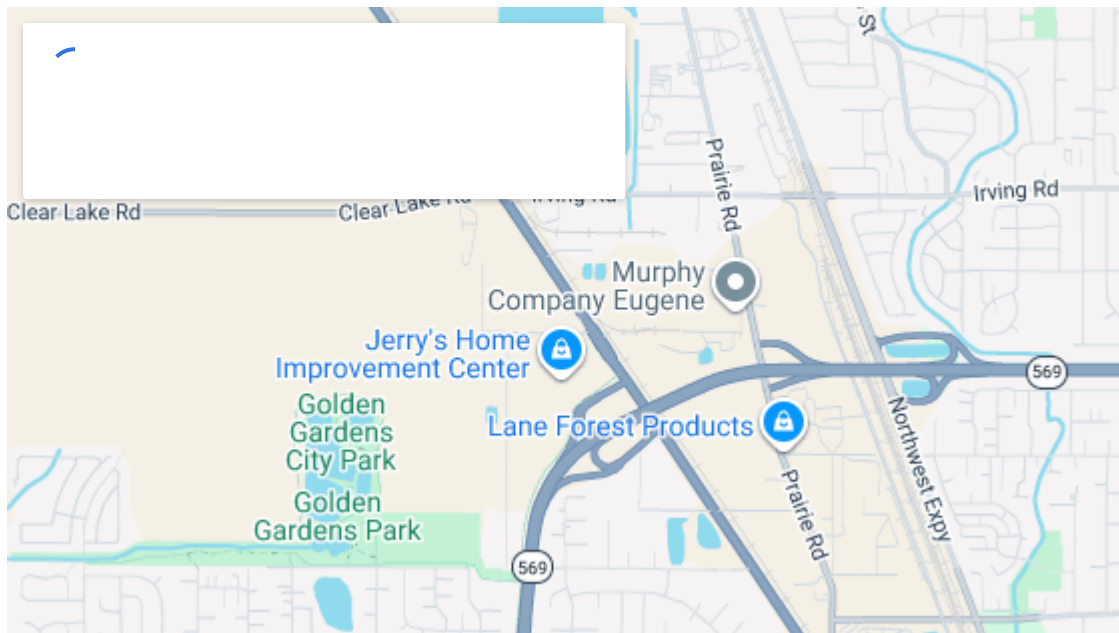 St
Prairie Rd
Irving Rd
Clear Lake Rd
Clear Lake Rd
Irving Rd
Murphy
Company Eugene
Jerry's Home
Improvement Center
569
Golden
Gardens
City Park
Lane Forest Products
Northwest Expy
Golden
Gardens Park
Prairie Rd
569